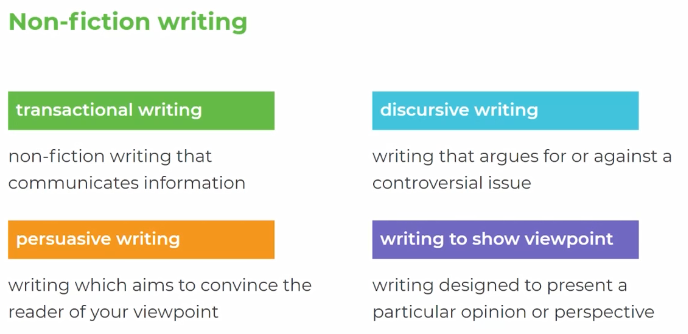 Non-fiction writing
transactional writing
non-fiction writing that
communicates information
discursive writing
writing that argues for or against a
controversial issue
persuasive writing
writing which aims to convince the
reader of your viewpoint
writing to show viewpoint
writing designed to present a
particular opinion or perspective